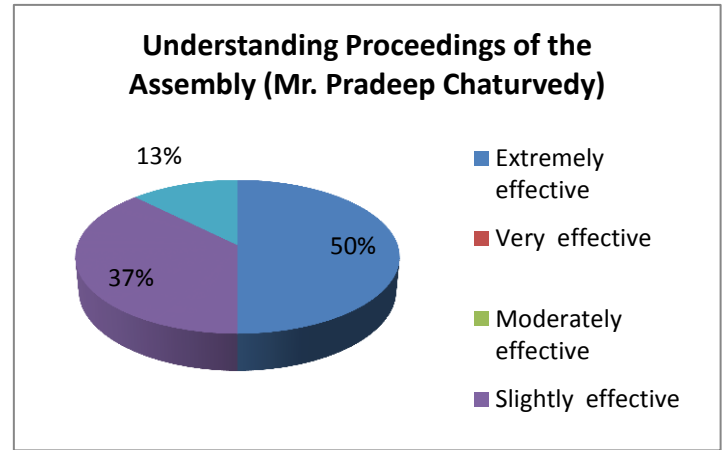 Understanding Proceedings of the
Assembly (Mr. Pradeep Chaturvedy)
13%
50%
37%
Extremely
effective
Very effective
Moderately
effective
Slightly effective